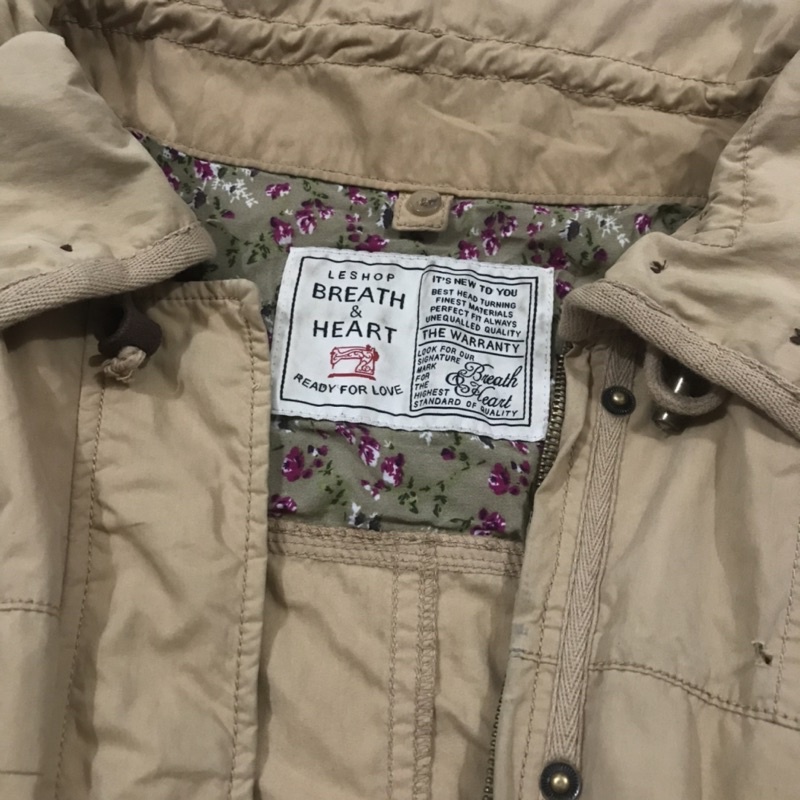 LESHOP
BREATH
&
HEART
READY FOR LOVE
IT'S NEW TO YOU
BEST HEAD TURNING
FINEST MATERIALS
PERFECT FIT ALWAYS
UNEQUALLED QUALITY
THE WARRANTY
LOOK FOR OUR
SIGNATURE
MARK
FOR
THE
HIGHEST
STANDARD OF QUALITY
Breath
&
Heart